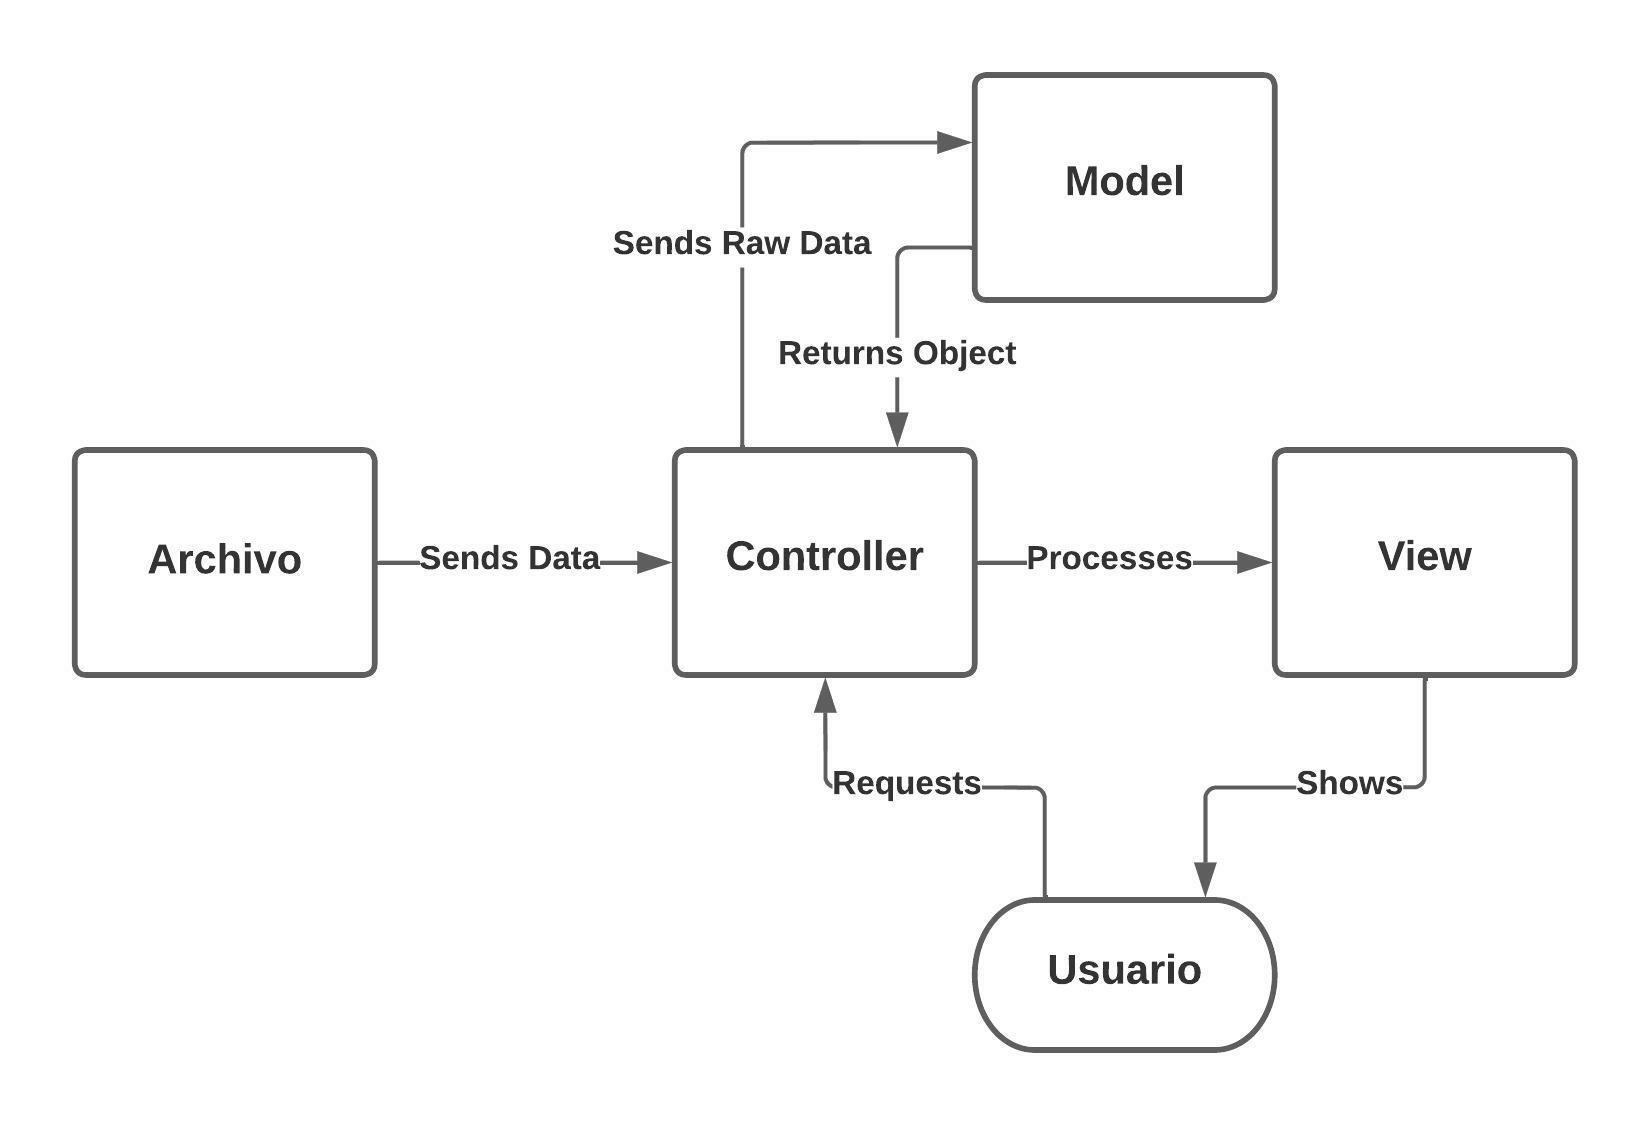 Model
Sends Raw Data
Returns Object
Archivo
Sends Data
Controller
Processes
View
Requests
Shows
Usuario